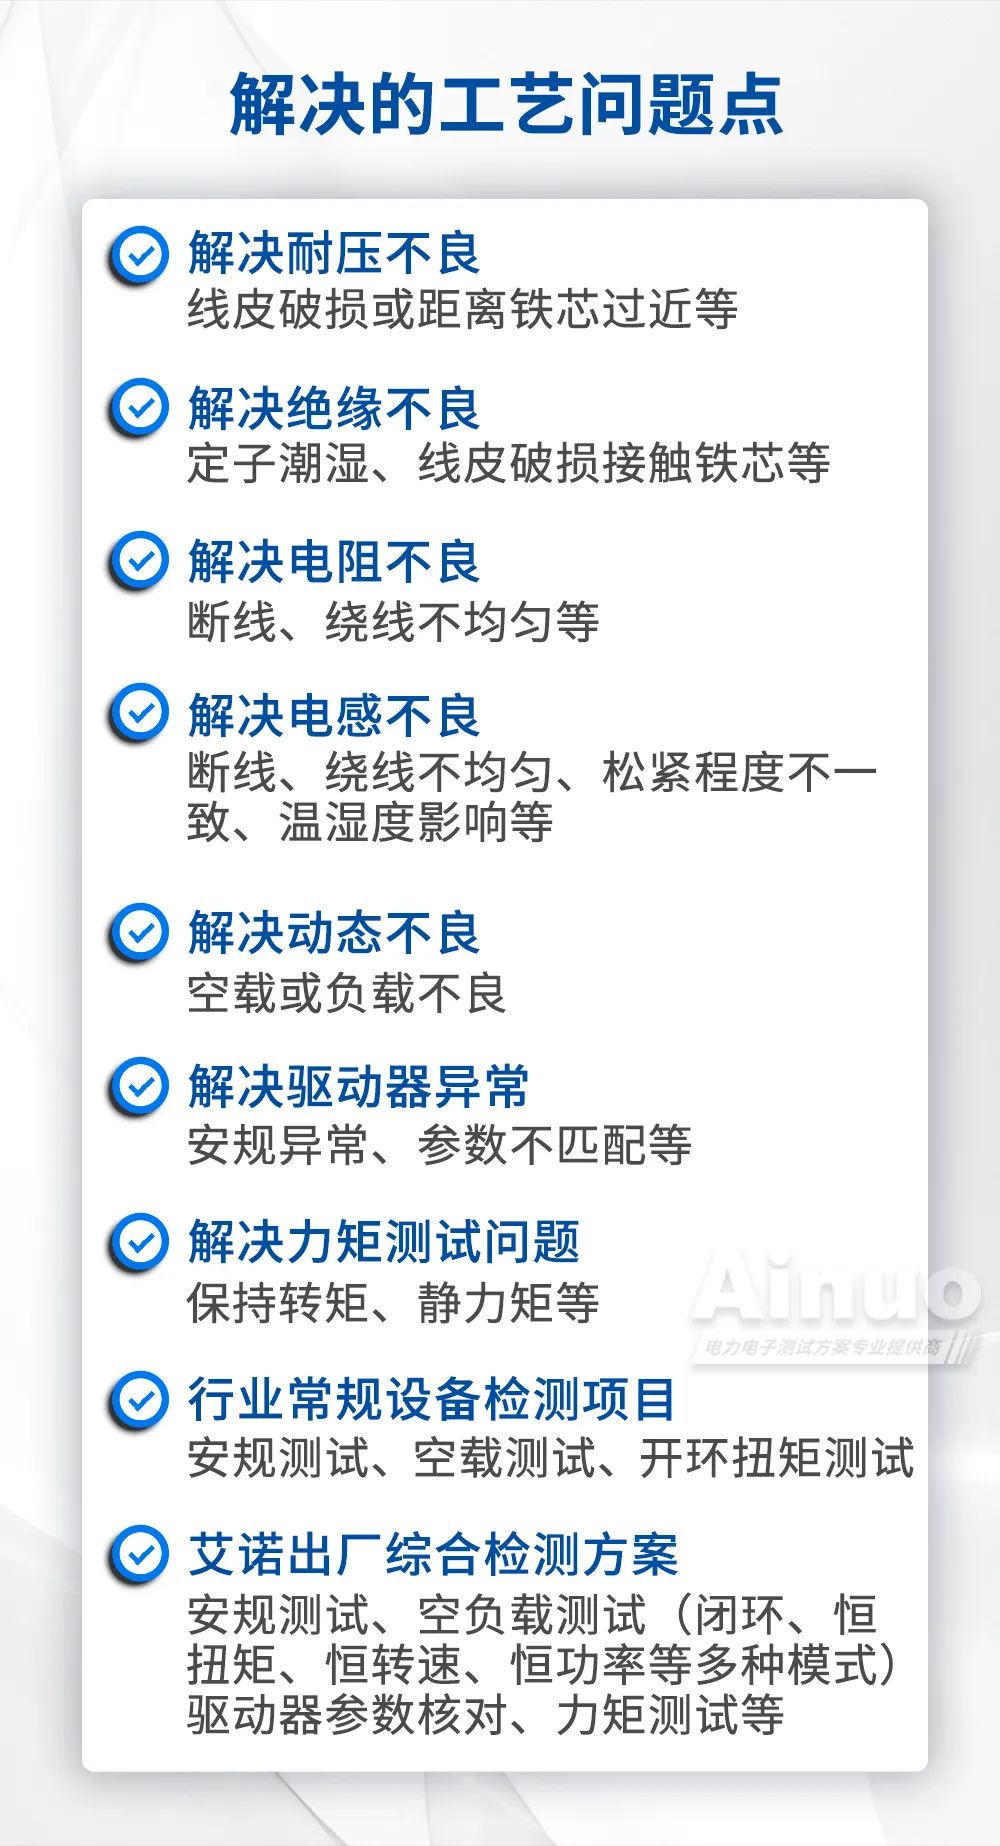 解决的工艺问题点
解决耐压不良
线皮破损或距离铁芯过近等
解决绝缘不良
定子潮湿、线皮破损接触铁芯等
解决电阻不良
断线、绕线不均匀等
解决电感不良
断线、绕线不均匀、松紧程度不一
致、温湿度影响等
解决动态不良
空载或负载不良
解决驱动器异常
安规异常、参数不匹配等
解决力矩测试问题
保持转矩、静力矩等
Ainuo
电力电子测试方案专业提供商
行业常规设备检测项目
安规测试、空载测试、开环扭矩测试
艾诺出厂综合检测方案
安规测试、空负载测试（闭环、恒
扭矩、恒转速、恒功率等多种模式）
驱动器参数核对、力矩测试等